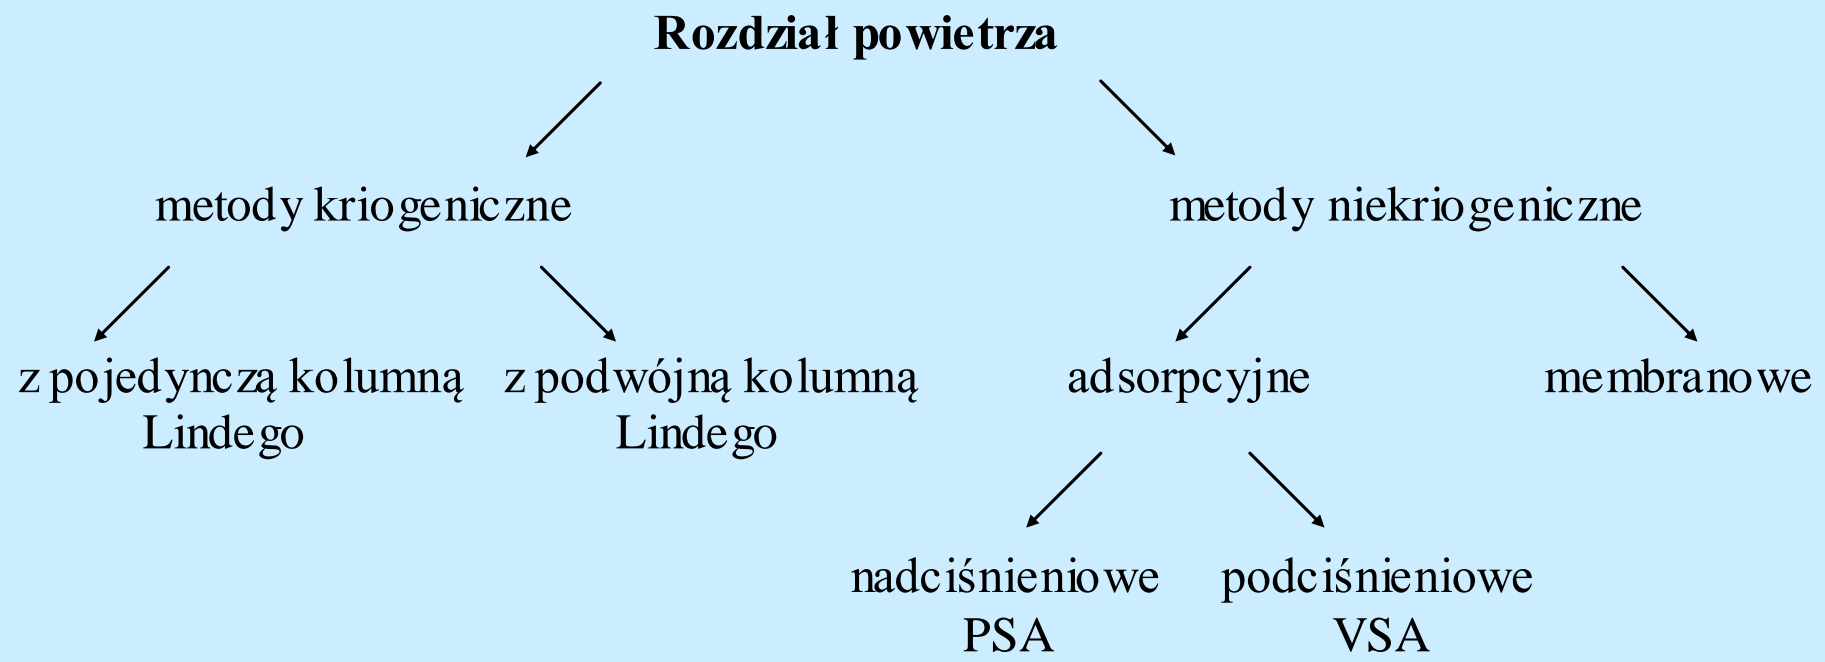 Rozdział powietrza
metody kriogeniczne
metody niekriogeniczne
z pojedynczą kolumną
Lindego
z podwójną kolumną
Lindego
adsorpcyjne
membranowe
nadciśnieniowe
PSA
podciśnieniowe
VSA